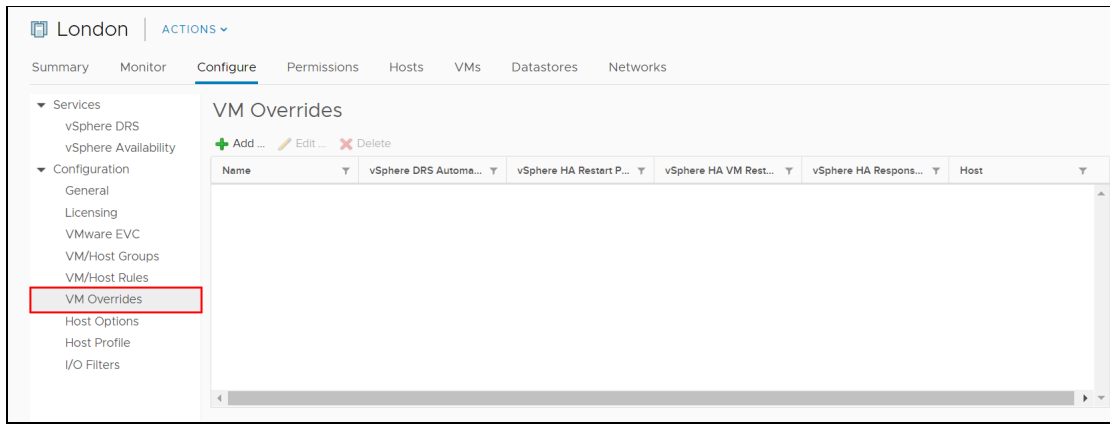 London ACTIONS
Summary Monitor Configure Permissions Hosts VMs Datastores Networks
Services
vSphere DRS
vSphere Availability
Configuration
General
Licensing
VMware EVC
VM/Host Groups
VM/Host Rules
VM Overrides
Host Options
Host Profile
I/O Filters
VM Overrides
Add ... Edit ... Delete
Name vSphere DRS Automa... vSphere HA Restart P... vSphere HA VM Rest... vSphere HA Respons... Host